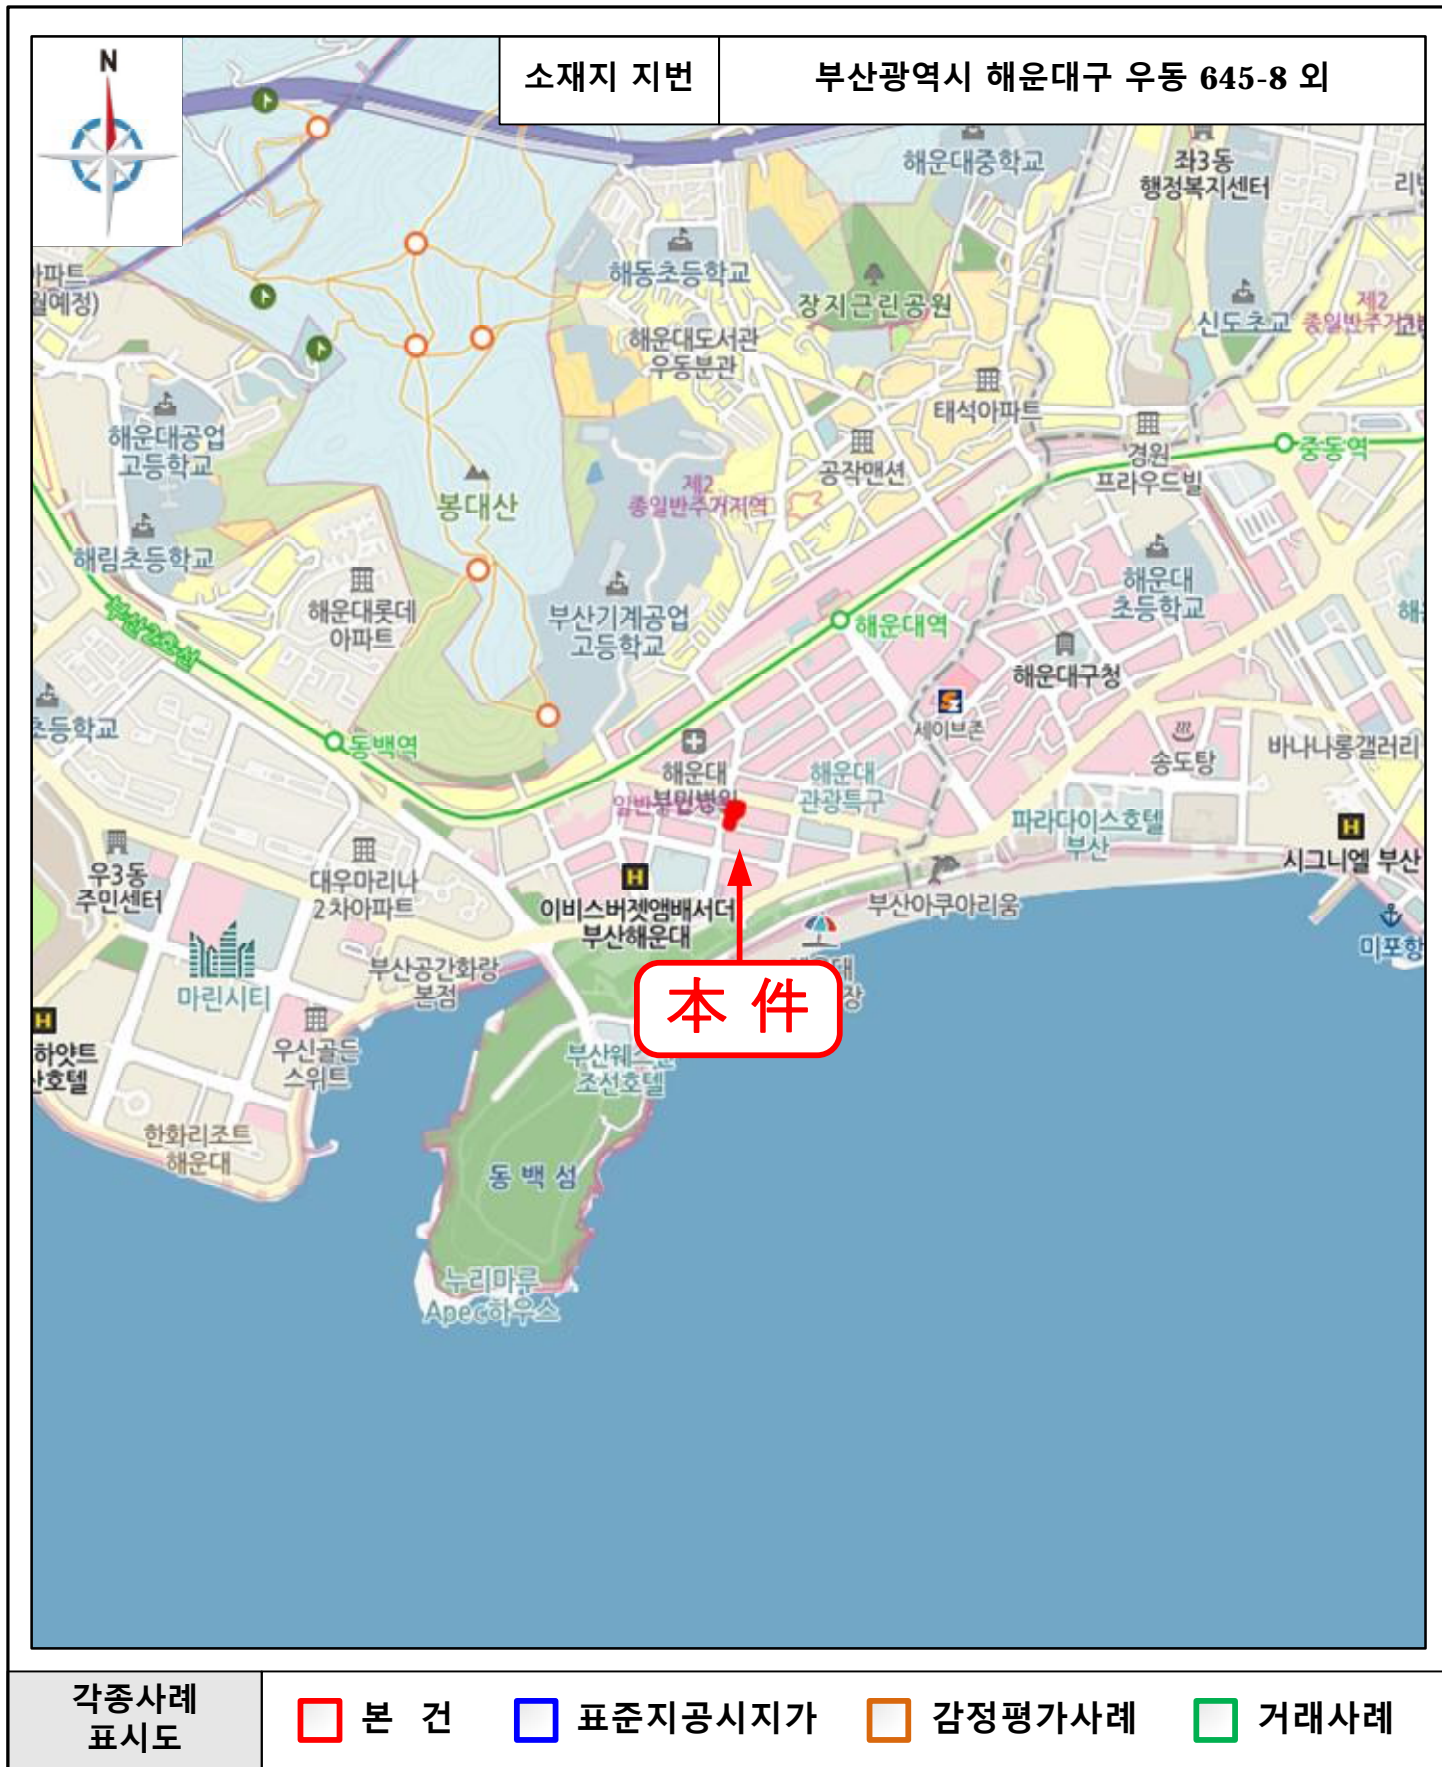 N
소재지 지번
부산광역시 해운대구 우동 645-8 외
해운대중학교
좌3동
행정복지센터
해동초등학교
장지근린공원
신도초교
제2
해운대도서관
우동분관
태석아파트
공작맨션
경원
프라우드빌
중동역
해운대공업
고등학교
봉대산
제2
종일반주거지역
해림초등학교
해운대롯데
아파트
부산기계공업
고등학교
해운대
초등학교
부산2호선
해운대역
해운대구청
초등학교
동백역
세이브존
송도탕
바나나롱갤러리
해운대
해운대
관광특구
파라다이스호텔
부산
H
시그니엘 부산
우3동
주민센터
대우마리나
2차아파트
H
이비스버젯앰배서더
부산해운대
부산아쿠아리움
미포항
부산공간화랑
본점
마린시티
本 件
H
하얏트
우신골든
스위트
조선호텔
한화리조트
해운대
동백섬
누리마루
Apec하우스
각종사례
표시도
본 건
표준지공시지가
감정평가사례
거래사례